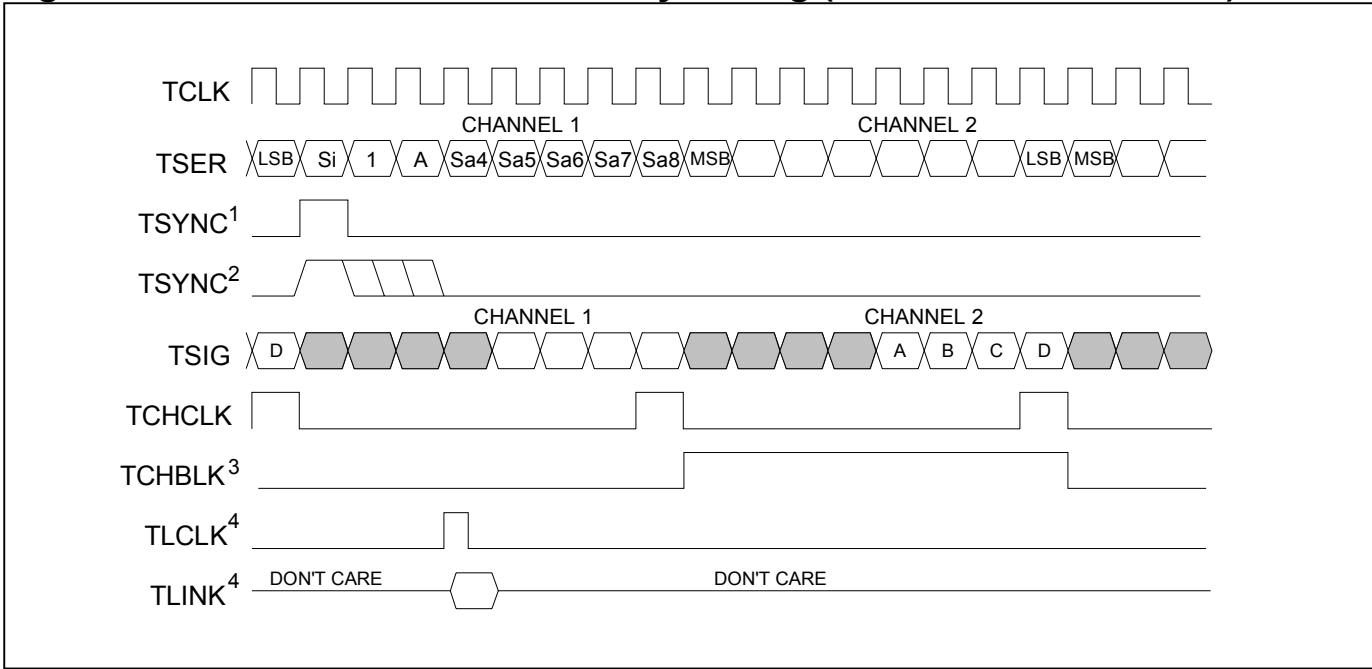 TCLK
CHANNEL 1 CHANNEL 2
TSER LSB Si 1 A Sa4 Sa5 Sa6 Sa7 Sa8 MSB LSB MSB
TSYNC1
TSYNC2
CHANNEL 1 CHANNEL 2
TSIG D A B C D
TCHCLK
TCHBLK3
TLCLK4
DON'T CARE DON'T CARE
TLINK4